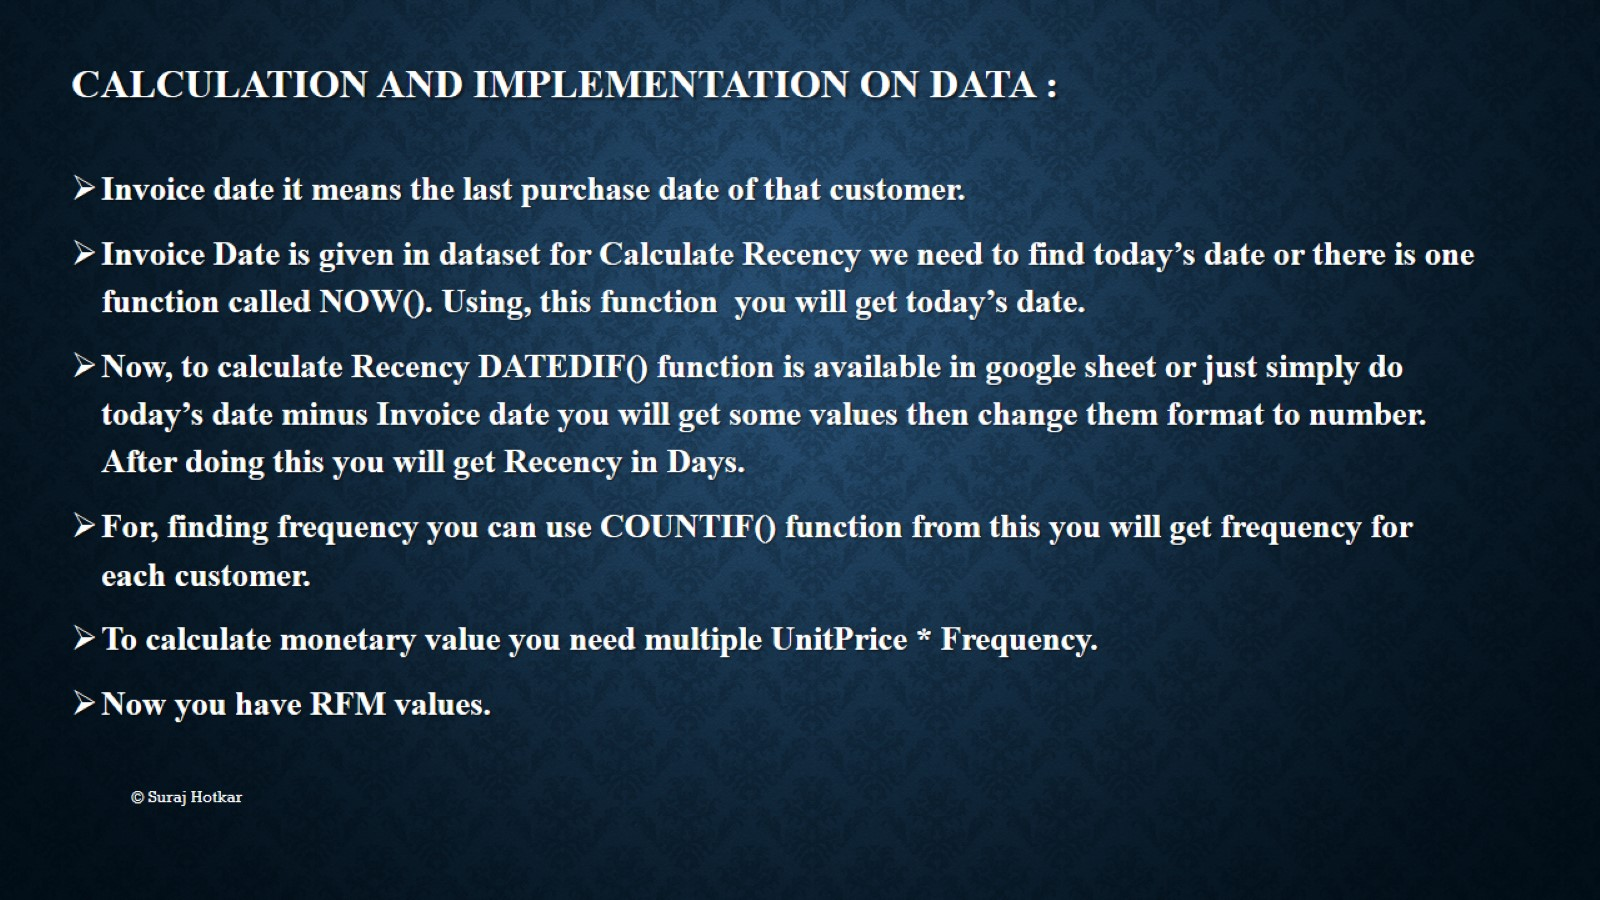 CALCULATION AND IMPLEMENTATION ON DATA :
➢Invoice date it means the last purchase date of that customer.
➢Invoice Date is given in dataset for Calculate Recency we need to find today’s date or there is one
function called NOW(). Using, this function  you will get today’s date.
➢Now, to calculate Recency DATEDIF() function is available in google sheet or just simply do
today’s date minus Invoice date you will get some values then change them format to number.
After doing this you will get Recency in Days.
➢For, finding frequency you can use COUNTIF() function from this you will get frequency for
each customer.
➢To calculate monetary value you need multiple UnitPrice * Frequency.
➢Now you have RFM values.
© Suraj Hotkar